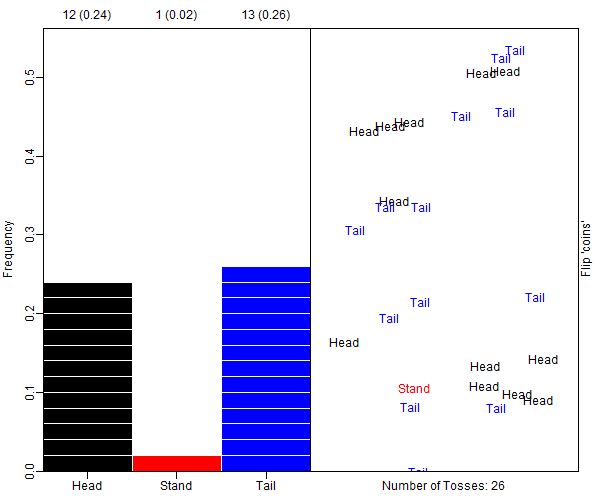 12 (0.24) 1 (0.02) 13 (0.26)
Tail
Tail
Head Head
Tail Tail
Head Head Head
Head
Tail Tail
Tail
Tail
Tail
Tail
Head
Head
Head
Stand
Head
Head
Head
Tail
Tail
Tail
0.5
0.4
0.3
0.2
0.1
0.0
Frequency
Flip 'coins'
Head Stand Tail
Number of Tosses: 26